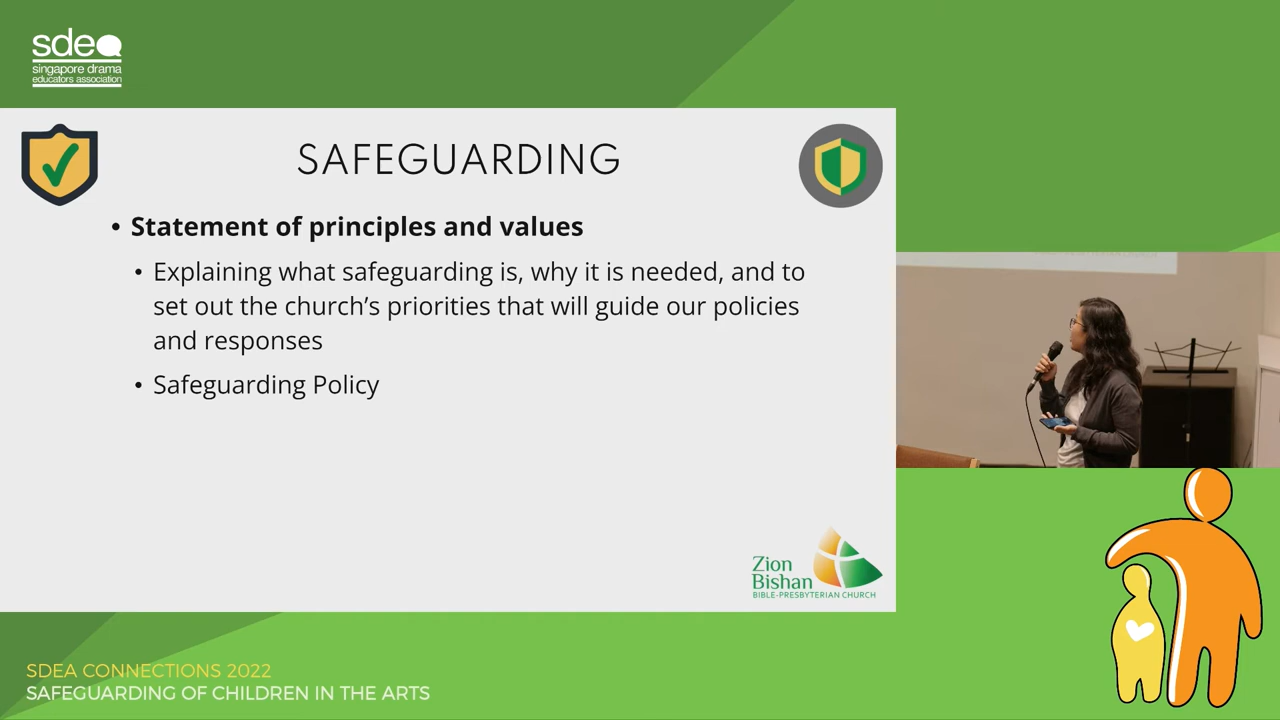 sdea
singapore drama
educators association
SAFEGUARDING
• Statement of principles and values
• Explaining what safeguarding is, why it is needed, and to
set out the church's priorities that will guide our policies
and responses
• Safeguarding Policy
Zion
Bishan
BIBLE-PRESBYTERIAN CHURCH
SDEA CONNECTIONS 2022
SAFEGUARDING OF CHILDREN IN THE ARTS